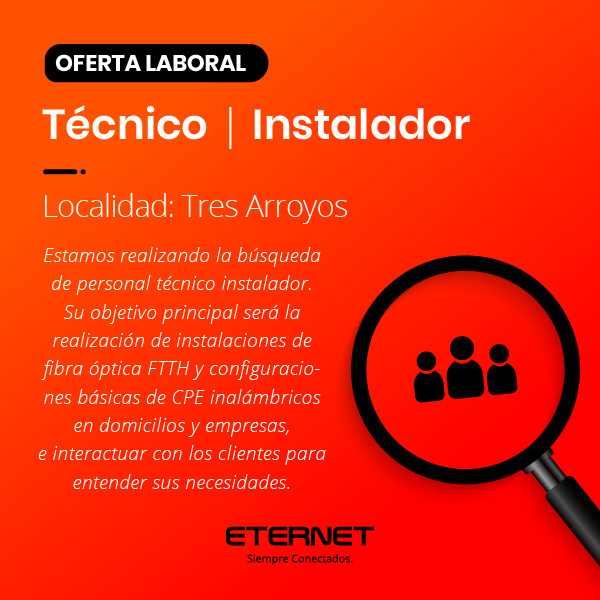 OFERTA LABORAL
Técnico | Instalador
Localidad: Tres Arroyos
Estamos realizando la búsqueda
de personal técnico instalador.
Su objetivo principal será la
realización de instalaciones de
fibra óptica FTTH y configuracio-
nes básicas de CPE inalámbricos
en domicilios y empresas,
e interactuar con los clientes para
entender sus necesidades.
ETERNET
Siempre Conectados.